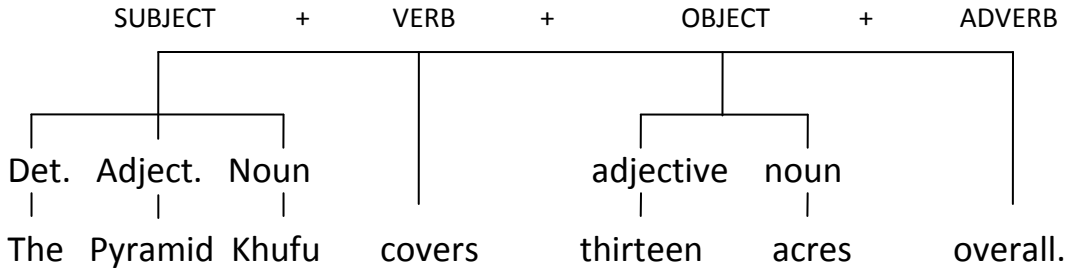 SUBJECT + VERB + OBJECT + ADVERB
Det. Adject. Noun adjective noun
The Pyramid Khufu covers thirteen acres overall.